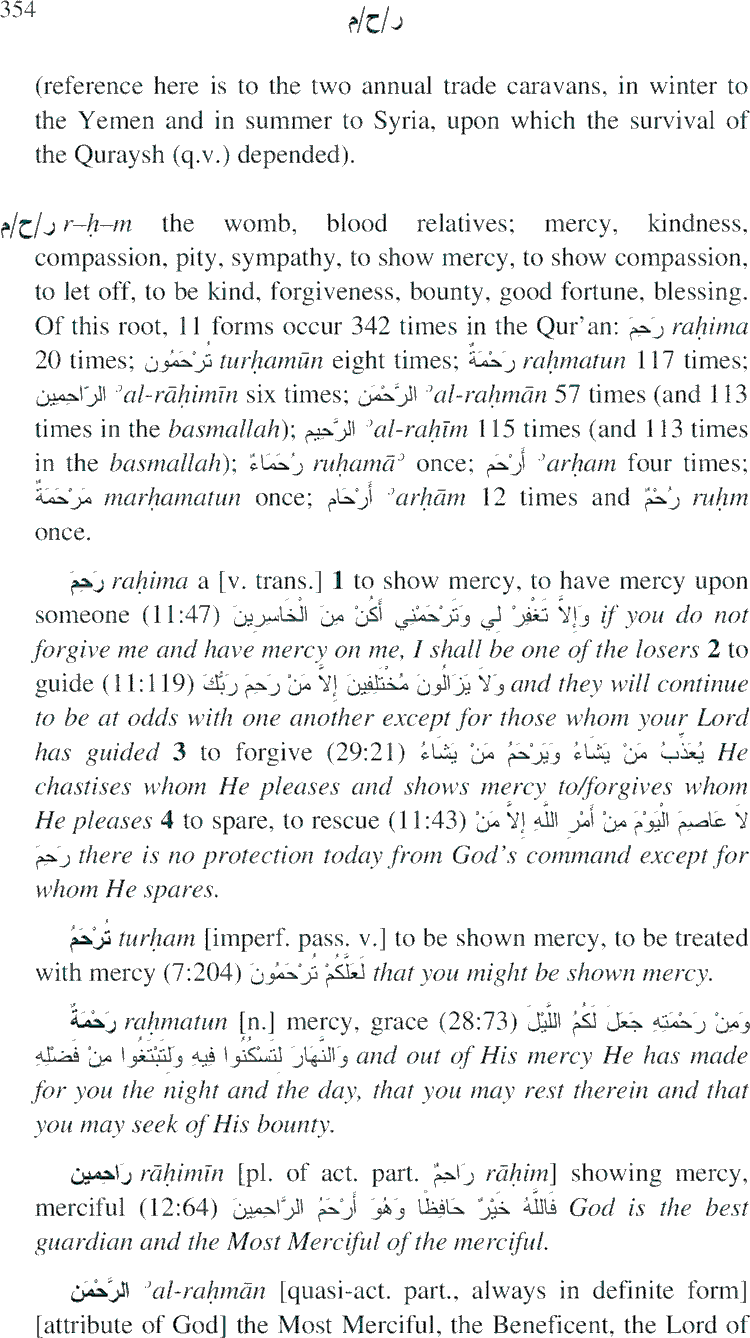 354
ر/ح/م
(reference here is to the two annual trade caravans, in winter to
the Yemen and in summer to Syria, upon which the survival of
the Quraysh (q.v.) depended).
ر/ح/م r–ḥ–m the womb, blood relatives; mercy, kindness,
compassion, pity, sympathy, to show mercy, to show compassion,
to let off, to be kind, forgiveness, bounty, good fortune, blessing.
Of this root, 11 forms occur 342 times in the Qur'an: رَحِمَ raḥima
20 times; تُرْحَمُون turḥamūn eight times; رَحْمَةٌ raḥmatun 117 times;
الرّاحِمِين ʾal-rāḥimīn six times; الرَّحْمَن ʾal-raḥmān 57 times (and 113
times in the basmallah); الرَّحِيم ʾal-raḥīm 115 times (and 113 times
in the basmallah); رُحَمَاءٌ ruḥamāʾ once; أَرْحَم ʾarḥam four times;
مَرْحَمَةٌ marḥamatun once; أَرْحَام ʾarḥām 12 times and رُحْمٌ ruḥm
once.
رَحِمَ raḥima a [v. trans.] 1 to show mercy, to have mercy upon
someone (11:47) وَإِلاَّ تَغْفِرْ لِي وَتَرْحَمْنِي أَكُنْ مِنَ الْخَاسِرِينَ if you do not
forgive me and have mercy on me, I shall be one of the losers 2 to
guide (11:119) وَلاَ يَزَالُونَ مُخْتَلِفِينَ إِلاَّ مَنْ رَحِمَ رَبُّكَ and they will continue
to be at odds with one another except for those whom your Lord
has guided 3 to forgive (29:21) يُعَذِّبُ مَنْ يَشَاءُ وَيَرْحَمُ مَنْ يَشَاءُ He
chastises whom He pleases and shows mercy to/forgives whom
He pleases 4 to spare, to rescue (11:43) لاَ عَاصِمَ الْيَوْمَ مِنْ أَمْرِ اللَّهِ إِلاَّ مَنْ
رَحِمَ there is no protection today from God's command except for
whom He spares.
تُرْحَمُ turḥam [imperf. pass. v.] to be shown mercy, to be treated
with mercy (7:204) لَعَلَّكُمْ تُرْحَمُونَ that you might be shown mercy.
رَحْمَةٌ raḥmatun [n.] mercy, grace (28:73) وَمِنْ رَحْمَتِهِ جَعَلَ لَكُمُ اللَّيْلَ
وَالنَّهَارَ لِتَسْكُنُوا فِيهِ وَلِتَبْتَغُوا مِنْ فَضْلِهِ and out of His mercy He has made
for you the night and the day, that you may rest therein and that
you may seek of His bounty.
رَاحِمِين rāḥimīn [pl. of act. part. رَاحِمٌ rāḥim] showing mercy,
merciful (12:64) فَاللَّهُ خَيْرٌ حَافِظًا وَهُوَ أَرْحَمُ الرَّاحِمِينَ God is the best
guardian and the Most Merciful of the merciful.
الرَّحْمَن ʾal-raḥmān [quasi-act. part., always in definite form]
[attribute of God] the Most Merciful, the Beneficent, the Lord of